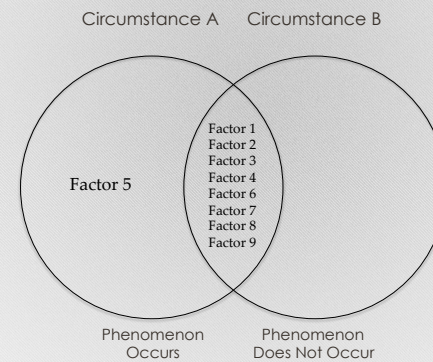 Circumstance A
Circumstance B
Factor 5
Factor 1
Factor 2
Factor 3
Factor 4
Factor 6
Factor 7
Factor 8
Factor 9
Phenomenon
Occurs
Phenomenon
Does Not Occur